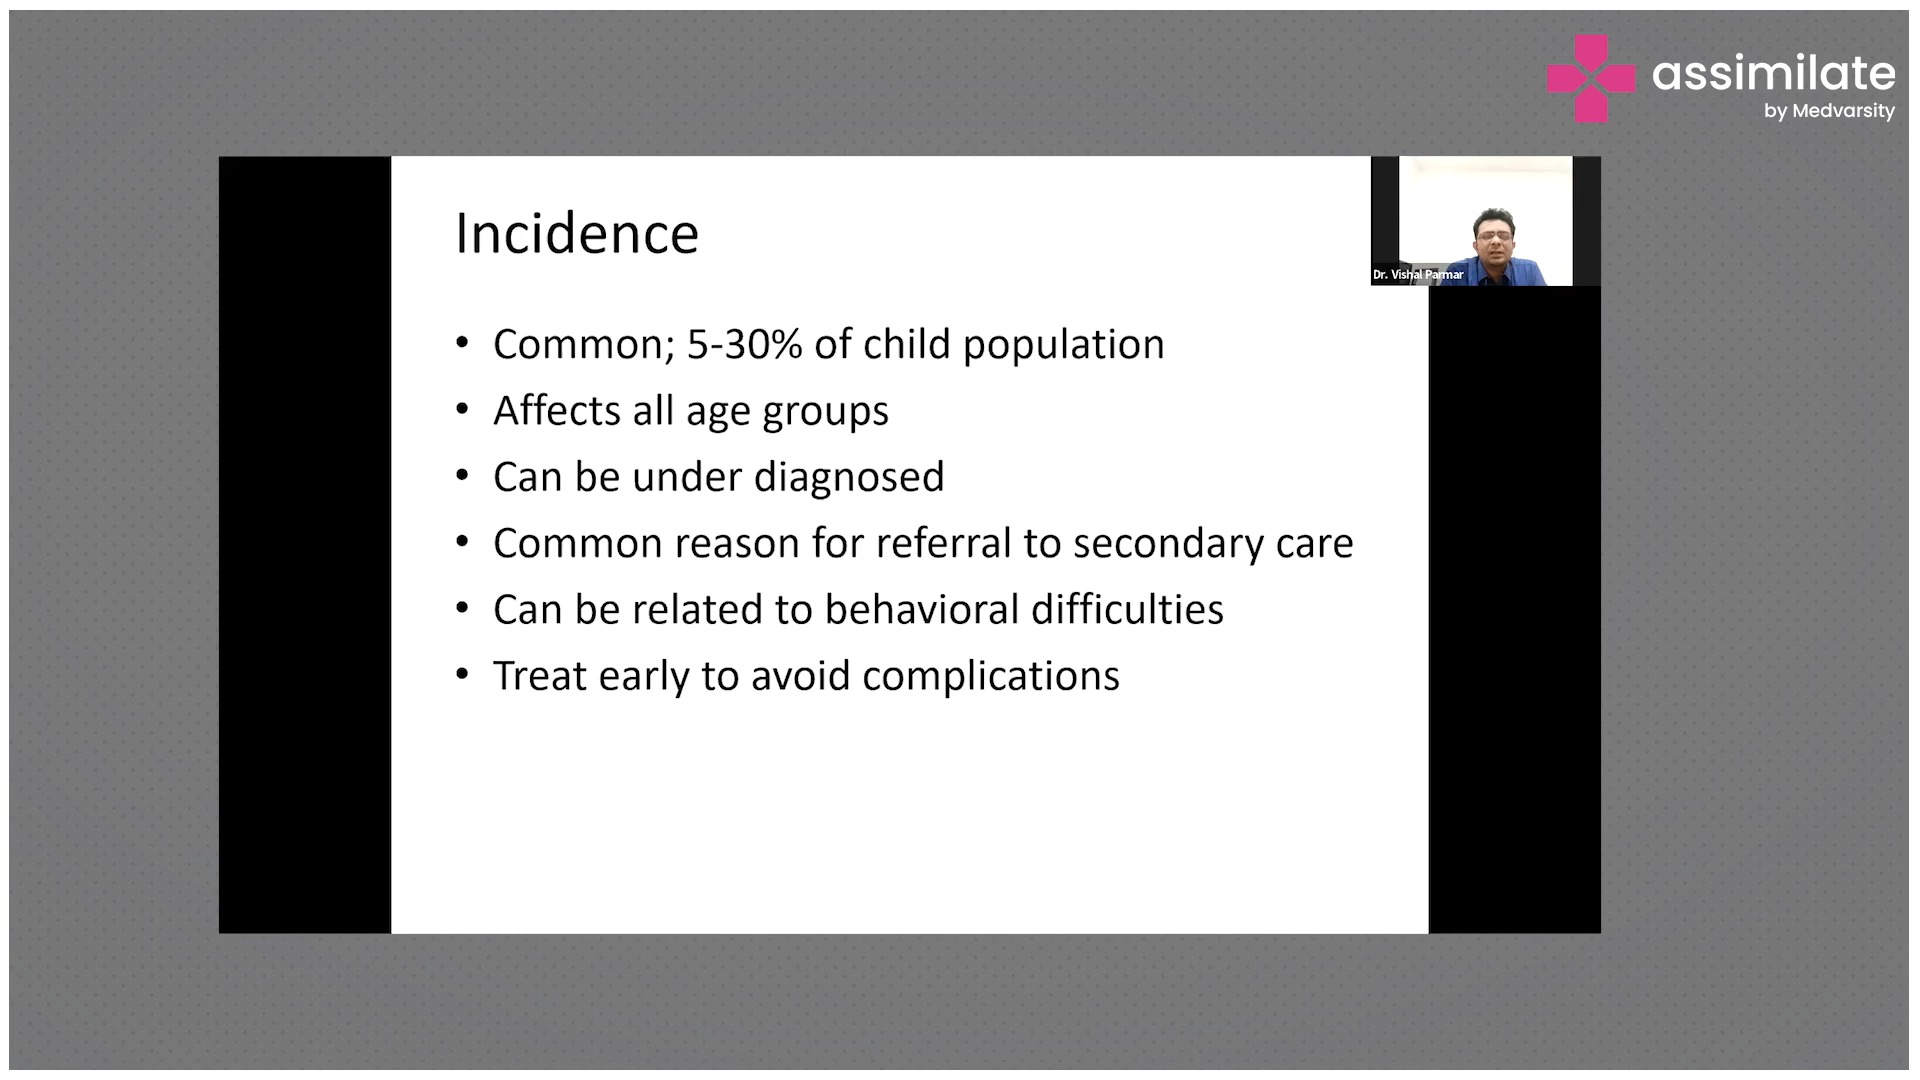 assimilate
by Medvarsity
Incidence
Dr. Vishal Parmar
• Common; 5-30% of child population
• Affects all age groups
• Can be under diagnosed
• Common reason for referral to secondary care
• Can be related to behavioral difficulties
• Treat early to avoid complications